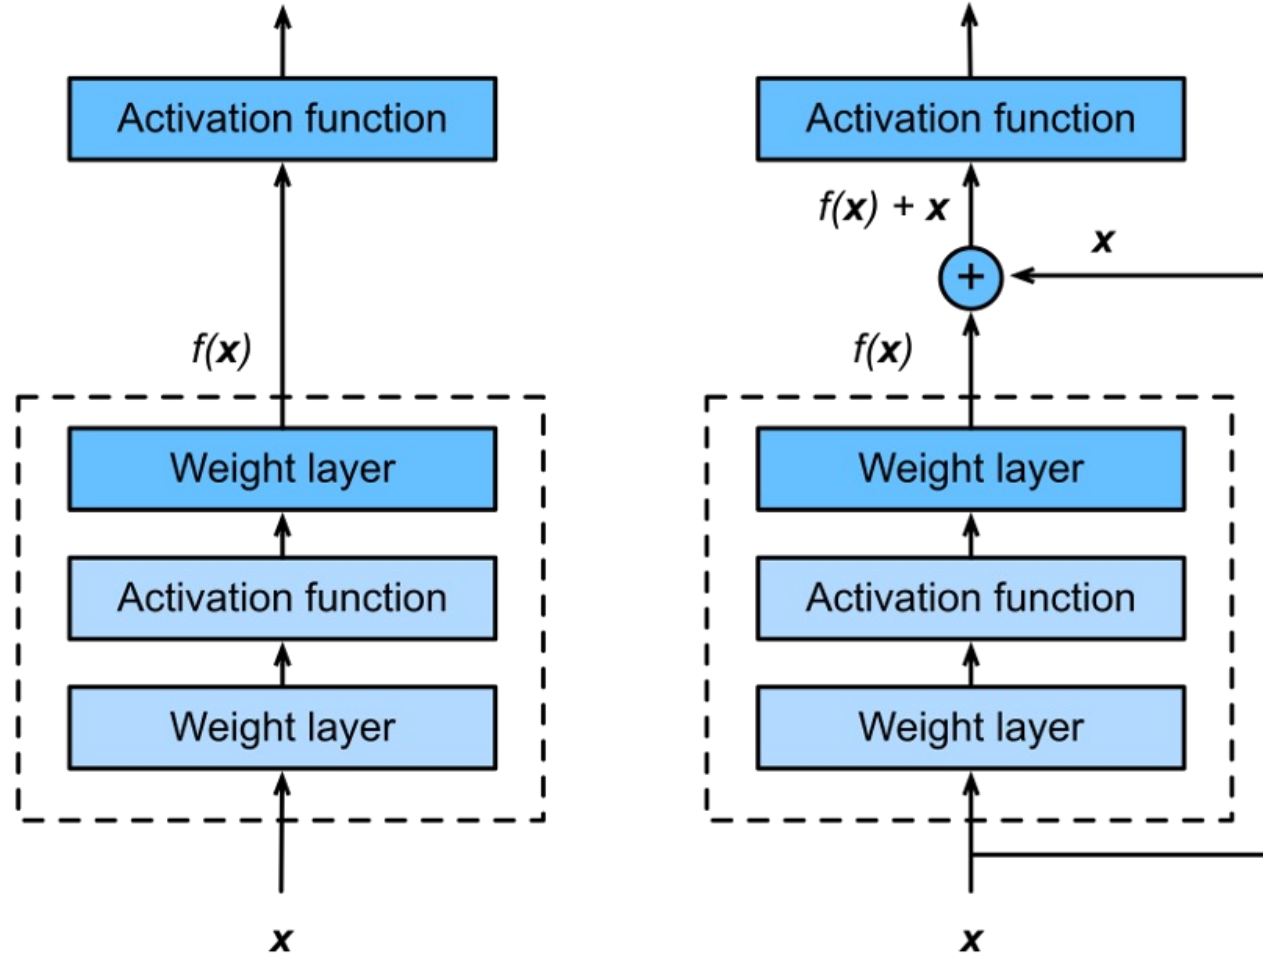 Activation function
f(x)
Weight layer
Activation function
Weight layer
x
Activation function
f(x) + x
x
+
f(x)
Weight layer
Activation function
Weight layer
x